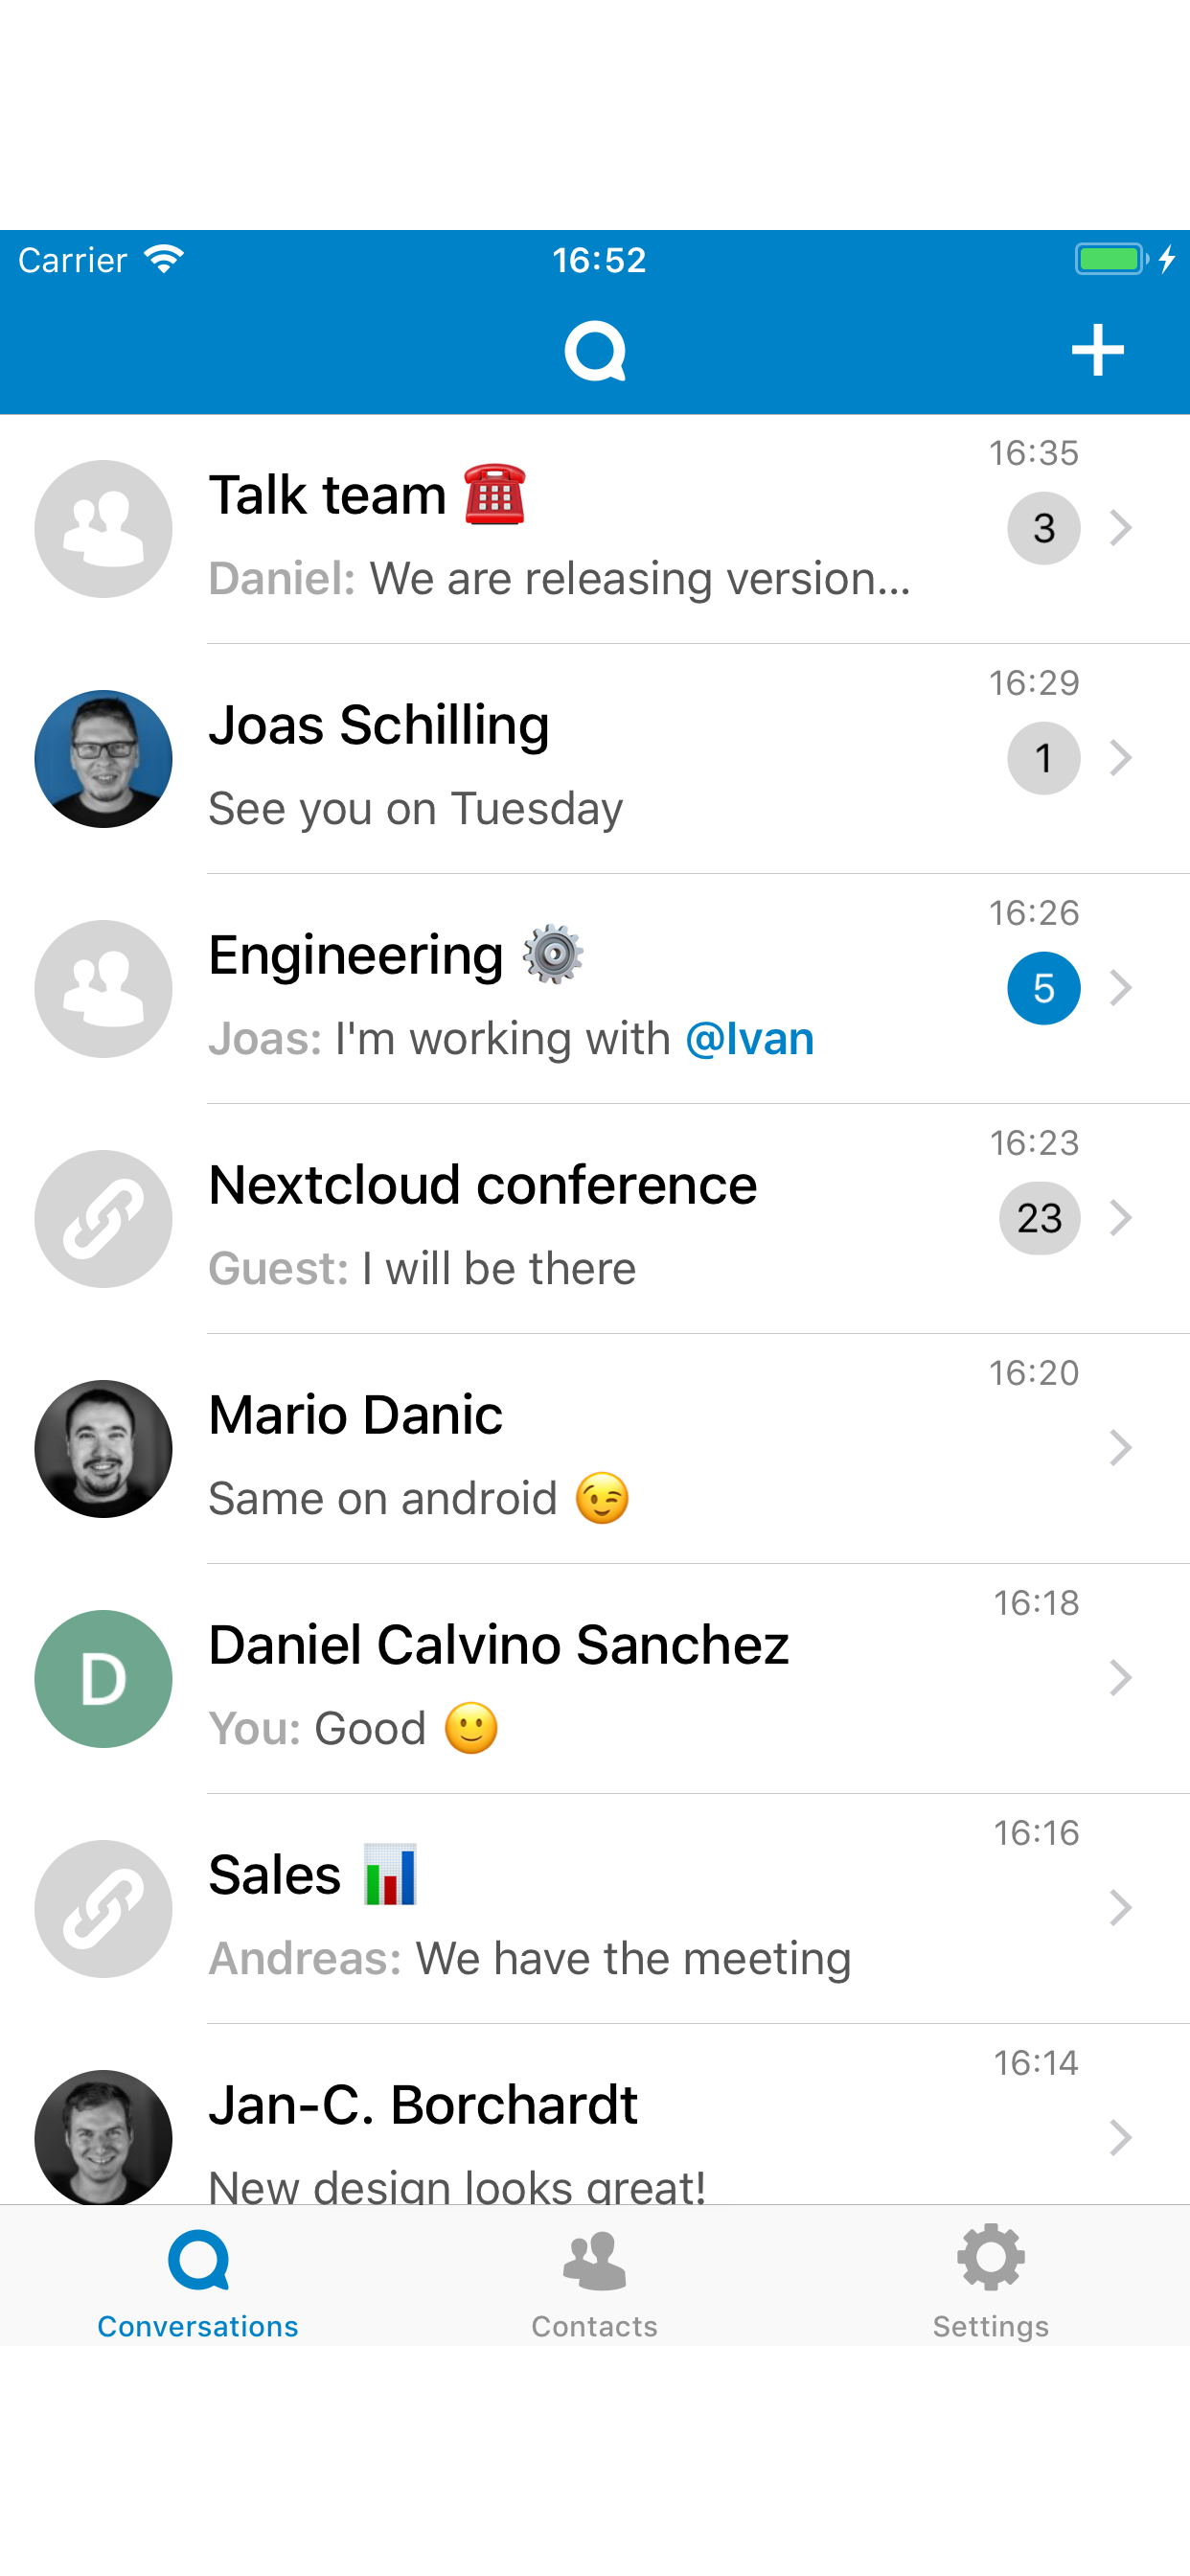 Carrier 16:52
Talk team ☎️ 16:35
3
Daniel: We are releasing version...
Joas Schilling 16:29
1
See you on Tuesday
Engineering ⚙️ 16:26
5
Joas: I'm working with @Ivan
Nextcloud conference 16:23
23
Guest: I will be there
Mario Danic 16:20
Same on android 😉
D
Daniel Calvino Sanchez 16:18
You: Good 🙂
Sales 📊 16:16
Andreas: We have the meeting
Jan-C. Borchardt 16:14
New design looks great!
Conversations Contacts Settings